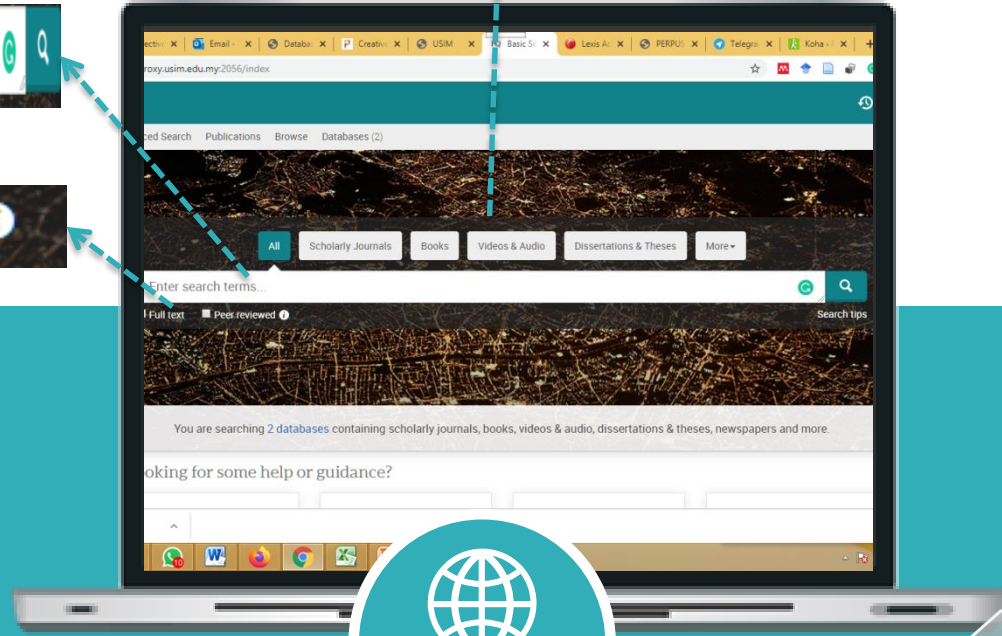 ective
Email -
Databa
Creative
USIM
Basic Se
Lexis Ac
PERPUS
Telegra
Koha
roxy.usim.edu.my:2056/index
ced Search Publications Browse Databases (2)
All Scholarly Journals Books Videos & Audio Dissertations & Theses More
Enter search terms...
Full text Peer reviewed
Search tips
You are searching 2 databases containing scholarly journals, books, videos & audio, dissertations & theses, newspapers and more.
oking for some help or guidance?
10